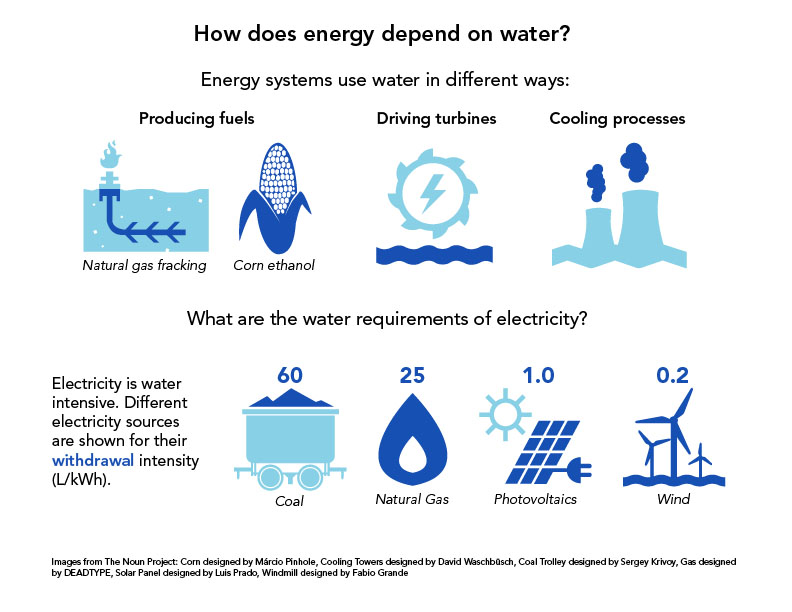 How does energy depend on water?
Energy systems use water in different ways:
Producing fuels
Driving turbines
Cooling processes
Natural gas fracking
Corn ethanol
What are the water requirements of electricity?
Electricity is water
intensive. Different
electricity sources
are shown for their
withdrawal intensity
(L/kWh).
60
25
1.0
0.2
Coal
Natural Gas
Photovoltaics
Wind
Images from The Noun Project: Corn designed by Márcio Pinhole, Cooling Towers designed by David Waschbüsch, Coal Trolley designed by Sergey Krivoy, Gas designed
by DEADTYPE, Solar Panel designed by Luis Prado, Windmill designed by Fabio Grande